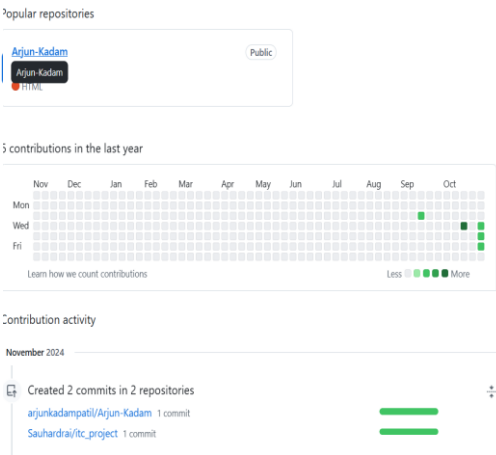 Popular repositories
Arjun-Kadam Public
Arjun-Kadam
HTML
contributions in the last year
Nov Dec Jan Feb Mar Apr May Jun Jul Aug Sep Oct
Mon
Wed
Fri
Learn how we count contributions Less More
Contribution activity
November 2024
Created 2 commits in 2 repositories
arjunkadampatil/Arjun-Kadam 1 commit
Sauhardrai/itc_project 1 commit